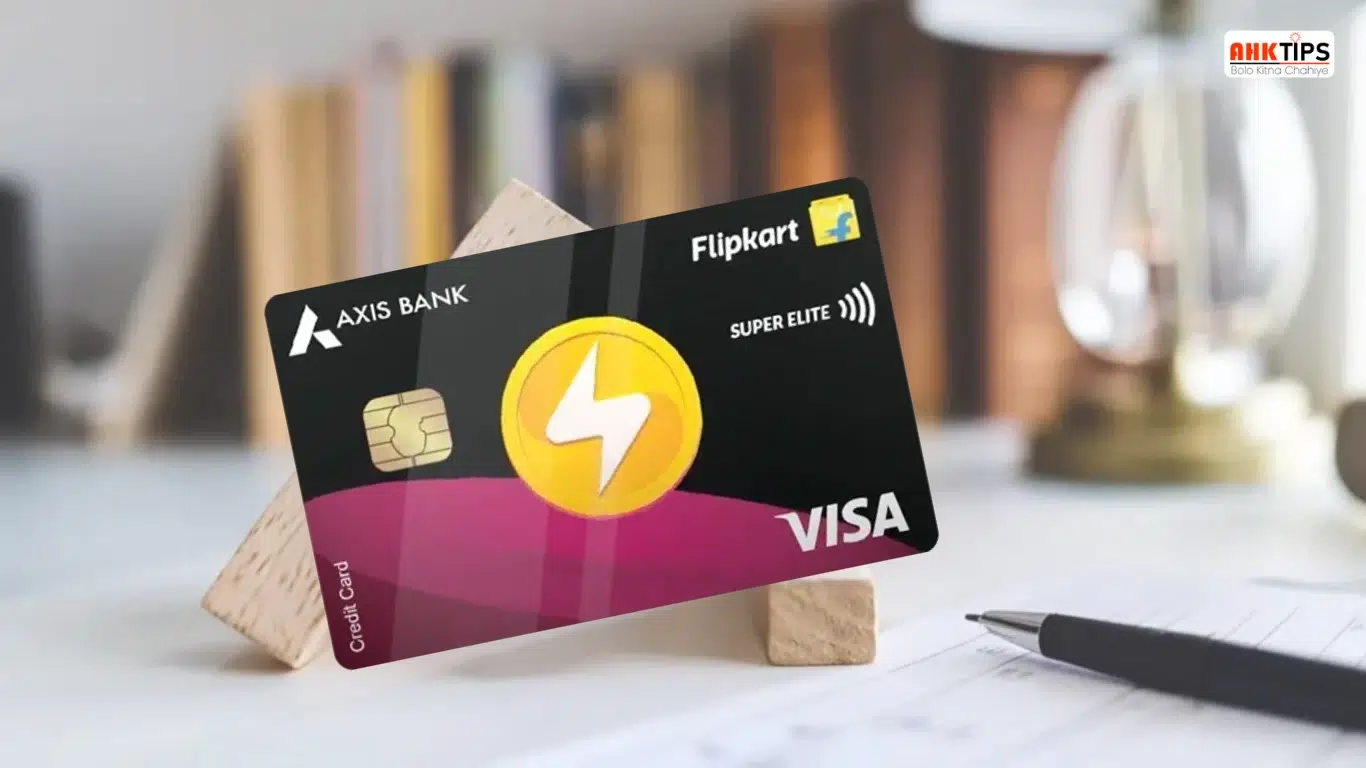 AHKTIPS
Bolo Kitna Chahiye
Flipkart
AXIS BANK
SUPER ELITE
VISA
Credit Card